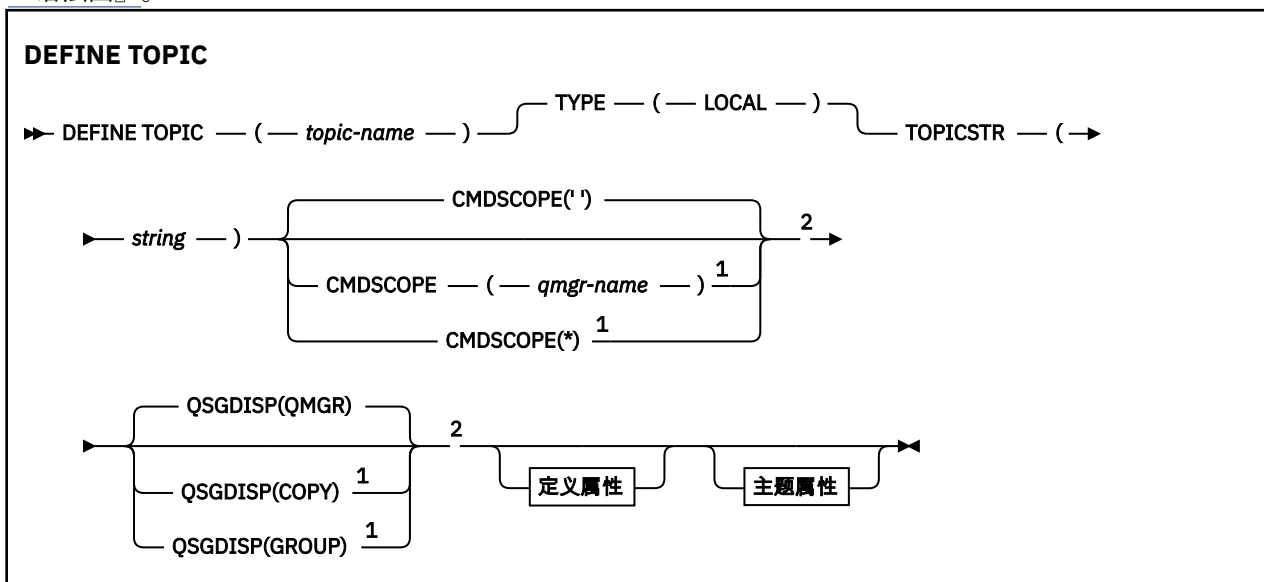 DEFINE TOPIC
TYPE ( LOCAL )
DEFINE TOPIC ( topic-name ) TOPICSTR (
CMDSCOPE(' ')
string ) 2
CMDSCOPE ( qmgr-name ) 1
CMDSCOPE(*) 1
QSGDISP(QMGR)
2
QSGDISP(COPY) 1
定义属性 主题属性
QSGDISP(GROUP) 1